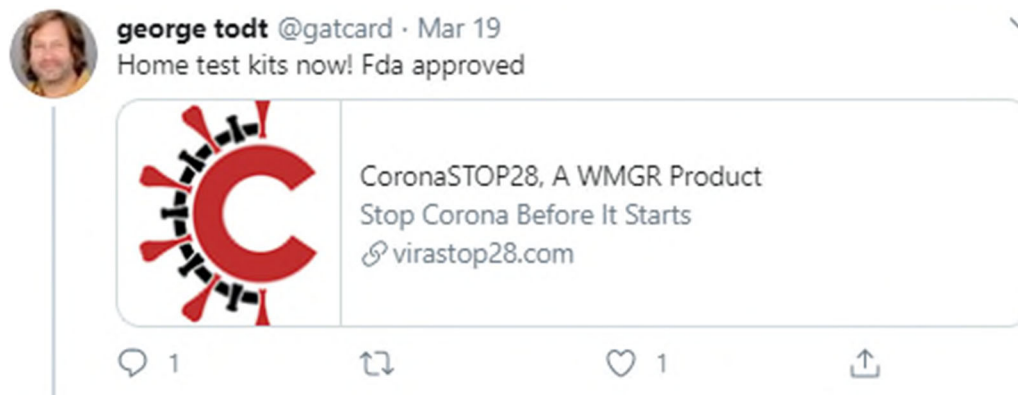 george todt @gatcard · Mar 19
Home test kits now! Fda approved
CoronaSTOP28, A WMGR Product
Stop Corona Before It Starts
virastop28.com
1
1